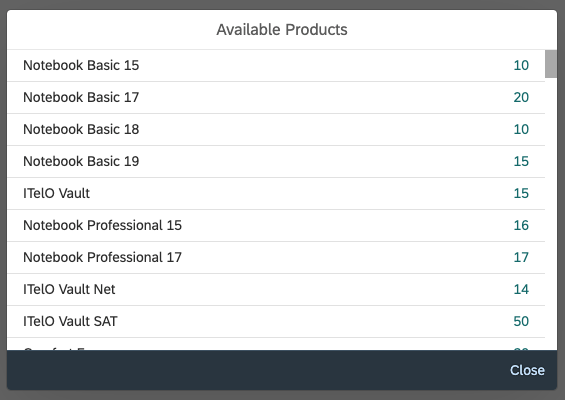 Available Products
Notebook Basic 15 10
Notebook Basic 17 20
Notebook Basic 18 10
Notebook Basic 19 15
ITelO Vault 15
Notebook Professional 15 16
Notebook Professional 17 17
ITelO Vault Net 14
ITelO Vault SAT 50
Close